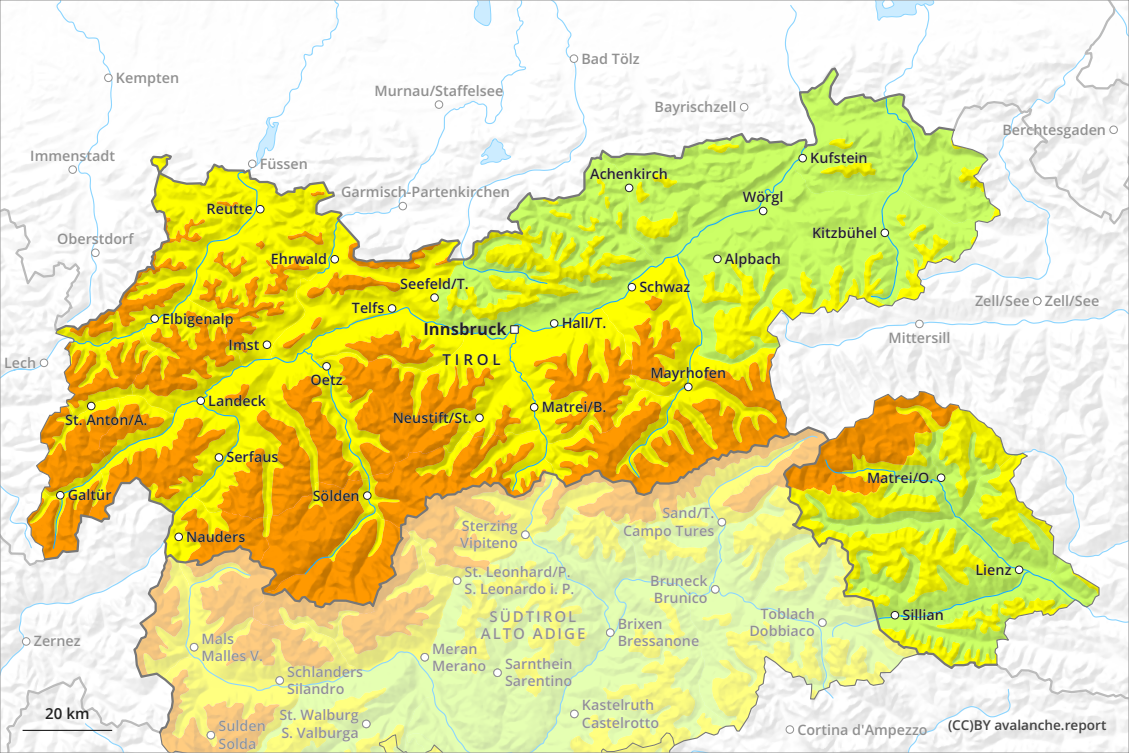 Kempten
Bad Tölz
Murnau/Staffelsee
Bayrischzell
Berchtesgaden
Immenstadt
Füssen
Kufstein
Achenkirch
Garmisch-Partenkirchen
Reutte
Wörgl
Oberstdorf
Kitzbühel
Ehrwald
Alpbach
Seefeld/T.
Schwaz
Zell/See
Zell/See
Telfs
Elbigenalp
Innsbruck
Hall/T.
Mittersill
Imst
TIROL
Lech
Oetz
Mayrhofen
Landeck
Matrei/B.
St. Anton/A.
Neustift/St.
Serfaus
Matrei/O.
Galtür
Sölden
Sand/T.
Campo Tures
Sterzing
Vipiteno
Nauders
St. Leonhard/P.
S. Leonardo i. P.
Lienz
Bruneck
Brunico
SÜDTIROL
ALTO ADIGE
Toblach
Dobbiaco
Sillian
Brixen
Bressanone
Zernez
Mals
Malles V.
Meran
Merano
Sarnthein
Sarentino
Schlanders
Silandro
20 km
St. Walburg
S. Valburga
Kastelruth
Castelrotto
Sulden
Solda
Cortina d'Ampezzo
(CC)BY avalanche.report